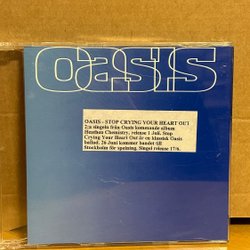 oasis
OASIS - STOP CRYING YOUR HEART OUT
2:a singeln från Oasis kommande album
Heathen Chemistry, release 1 Juli. Stop
Crying Your Heart Out är en klassisk Oasis
ballad. 26 Juni kommer bandet till
Stockholm för spelning. Singel release 17/6.